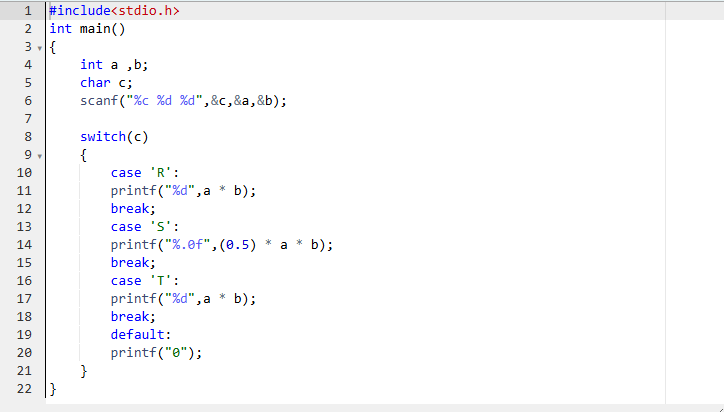 1 #include<stdio.h>
2 int main()
3 {
4 int a ,b;
5 char c;
6 scanf("%c %d %d",&c,&a,&b);
7
8 switch(c)
9 {
10 case 'R':
11 printf("%d",a * b);
12 break;
13 case 'S':
14 printf("%.0f",(0.5) * a * b);
15 break;
16 case 'T':
17 printf("%d",a * b);
18 break;
19 default:
20 printf("0");
21 }
22 }